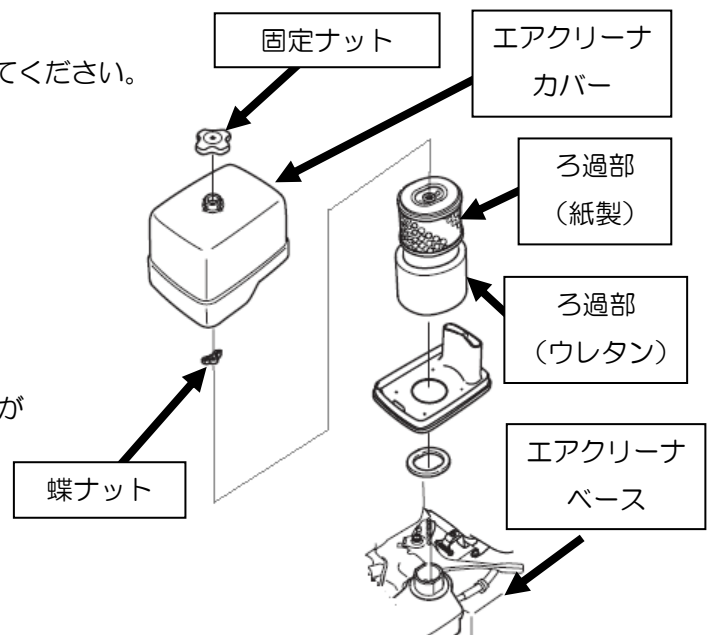 固定ナット
エアクリーナ
カバー
てください。
ろ過部
（紙製）
ろ過部
（ウレタン）
が
エアクリーナ
ベース
蝶ナット